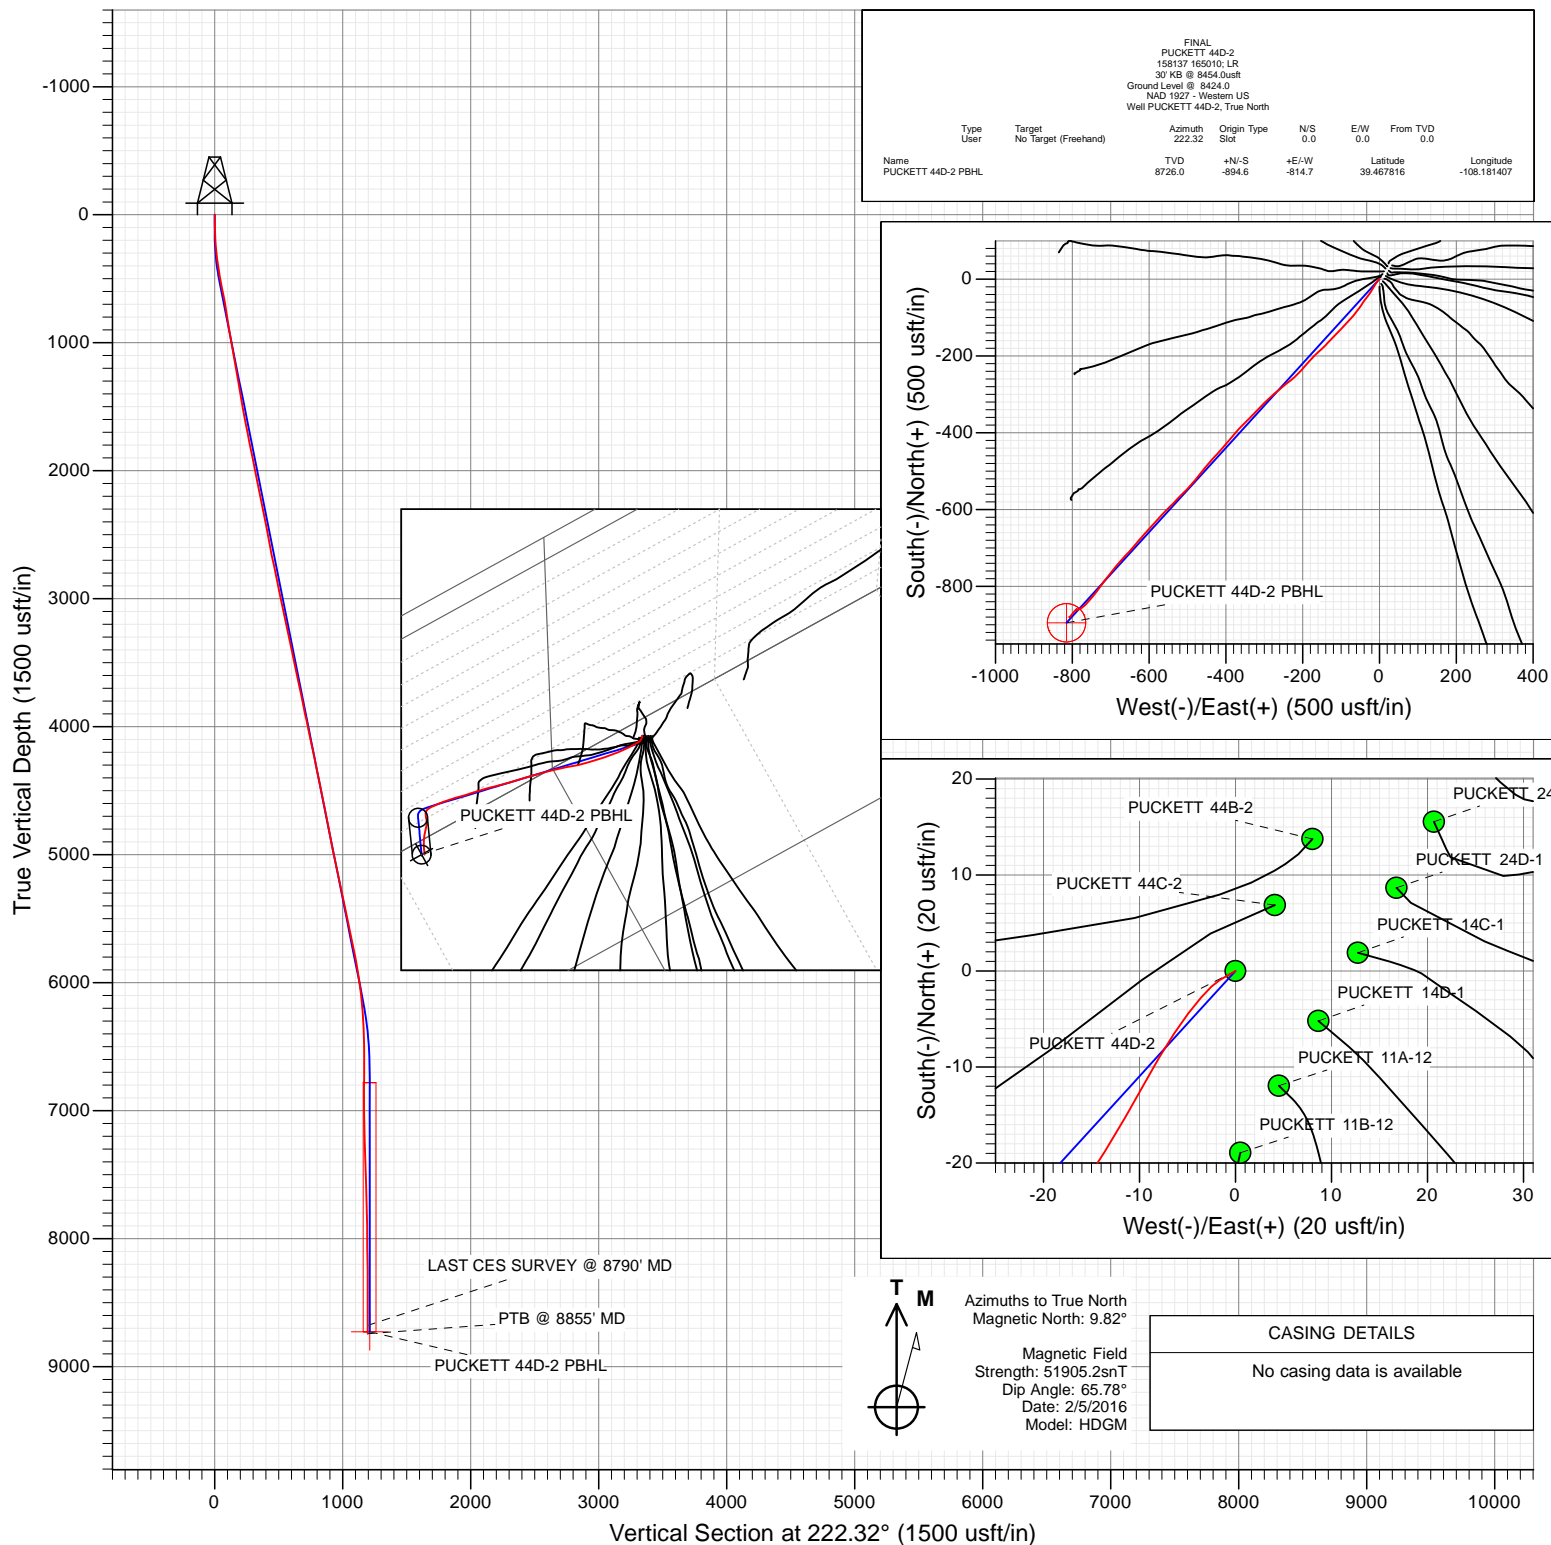 FINAL
PUCKETT 44D-2
158137 165010; LR
30' KB @ 8454.0usft
Ground Level @ 8424.0
NAD 1927 - Western US
Well PUCKETT 44D-2, True North
Type Target Azimuth Origin Type N/S E/W From TVD
User No Target (Freehand) 222.32 Slot 0.0 0.0 0.0
Name TVD +N/-S +E/-W Latitude Longitude
PUCKETT 44D-2 PBHL 8726.0 -894.6 -814.7 39.467816 -108.181407
True Vertical Depth (1500 usft/in)
-1000
0
1000
2000
3000
4000
5000
6000
7000
8000
9000
LAST CES SURVEY @ 8790' MD
PTB @ 8855' MD
PUCKETT 44D-2 PBHL
0 1000 2000 3000 4000 5000 6000 7000 8000 9000 10000
Vertical Section at 222.32° (1500 usft/in)
PUCKETT 44D-2 PBHL
South(-)/North(+) (500 usft/in)
0
-200
-400
-600
-800
PUCKETT 44D-2 PBHL
-1000 -800 -600 -400 -200 0 200 400
West(-)/East(+) (500 usft/in)
South(-)/North(+) (20 usft/in)
20
10
0
-10
-20
PUCKETT 44B-2
PUCKETT 24
PUCKETT 24D-1
PUCKETT 44C-2
PUCKETT 14C-1
PUCKETT 14D-1
PUCKETT 44D-2
PUCKETT 11A-12
PUCKETT 11B-12
-20 -10 0 10 20 30
West(-)/East(+) (20 usft/in)
T
M
Azimuths to True North
Magnetic North: 9.82°
Magnetic Field
Strength: 51905.2snT
Dip Angle: 65.78°
Date: 2/5/2016
Model: HDGM
CASING DETAILS
No casing data is available